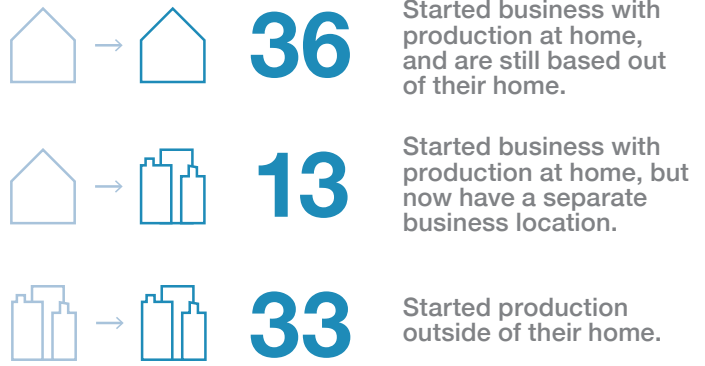 36
Started business with
production at home,
and are still based out
of their home.
13
Started business with
production at home, but
now have a separate
business location.
33
Started production
outside of their home.